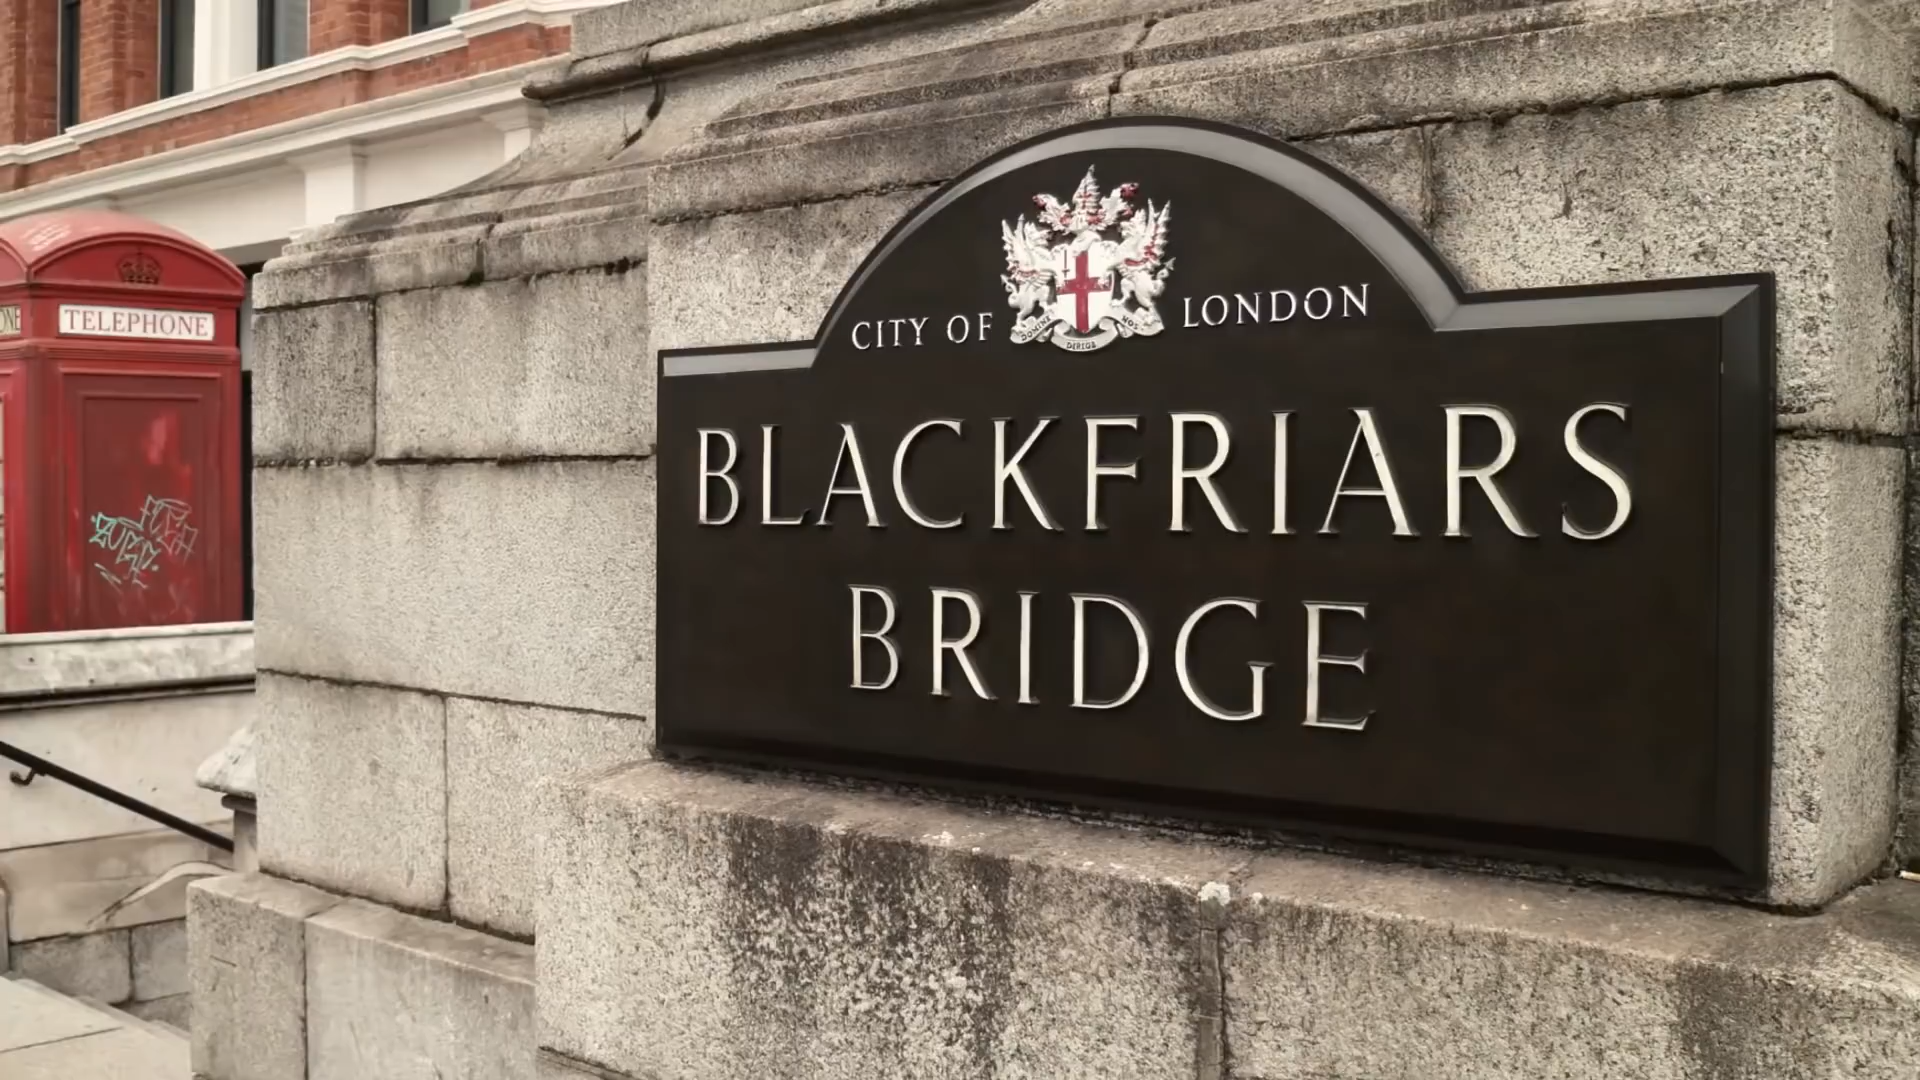 TELEPHONE
CITY OF LONDON
DOMINE DIRIGE NOS
BLACKFRIARS
BRIDGE